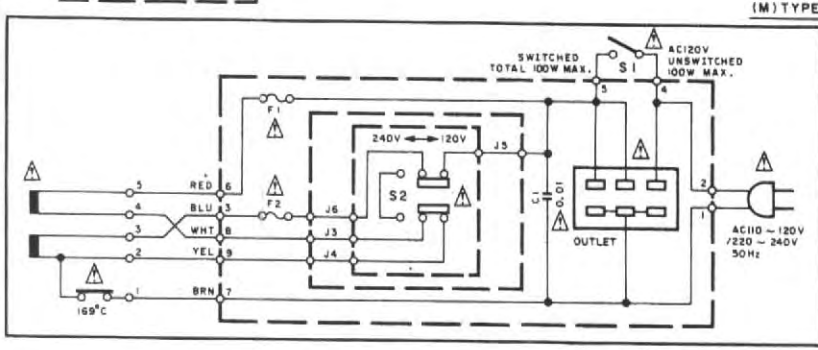 (M) TYPE
SWITCHED
TOTAL 100W MAX.
S1
AC120V
UNSWITCHED
100W MAX.
5
4
F1
240V ↔ 120V
J5
5
RED
6
F2
S2
C1
0.01
2
4
BLU
3
J6
3
WHT
8
J3
1
2
YEL
9
J4
OUTLET
AC110 ~ 120V
/220 ~ 240V
50Hz
1
BRN
7
169°C